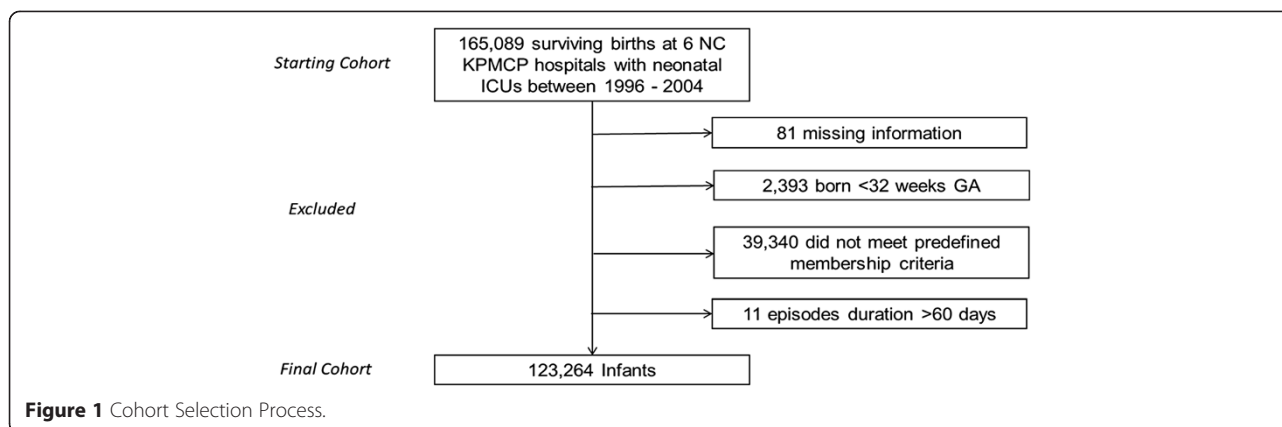 165,089 surviving births at 6 NC
Starting Cohort
KPMCP hospitals with neonatal
ICUs between 1996 - 2004
81 missing information
2,393 born <32 weeks GA
Excluded
39,340 did not meet predefined
membership criteria
11 episodes duration >60 days
Final Cohort
123,264 Infants
Figure 1 Cohort Selection Process.